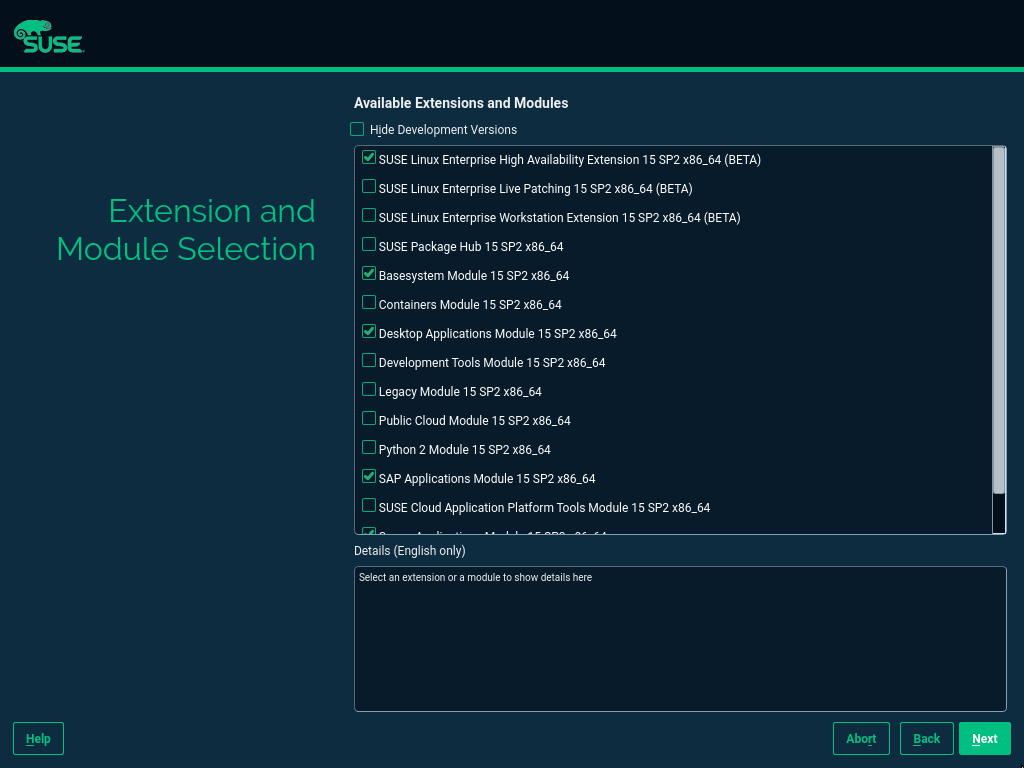 SUSE
Available Extensions and Modules
Hide Development Versions
Extension and
Module Selection
SUSE Linux Enterprise High Availability Extension 15 SP2 x86_64 (BETA)
SUSE Linux Enterprise Live Patching 15 SP2 x86_64 (BETA)
SUSE Linux Enterprise Workstation Extension 15 SP2 x86_64 (BETA)
SUSE Package Hub 15 SP2 x86_64
Basesystem Module 15 SP2 x86_64
Containers Module 15 SP2 x86_64
Desktop Applications Module 15 SP2 x86_64
Development Tools Module 15 SP2 x86_64
Legacy Module 15 SP2 x86_64
Public Cloud Module 15 SP2 x86_64
Python 2 Module 15 SP2 x86_64
SAP Applications Module 15 SP2 x86_64
SUSE Cloud Application Platform Tools Module 15 SP2 x86_64
Applications Module 15 SP2 x86_64
Details (English only)
Select an extension or a module to show details here
Help
Abort
Back
Next